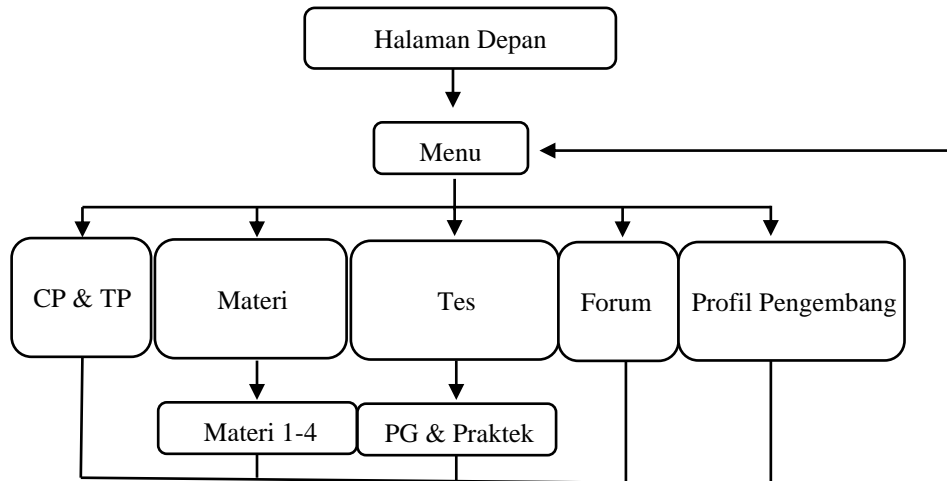 Halaman Depan
Menu
CP & TP
Materi
Tes
Forum
Profil Pengembang
Materi 1-4
PG & Praktek